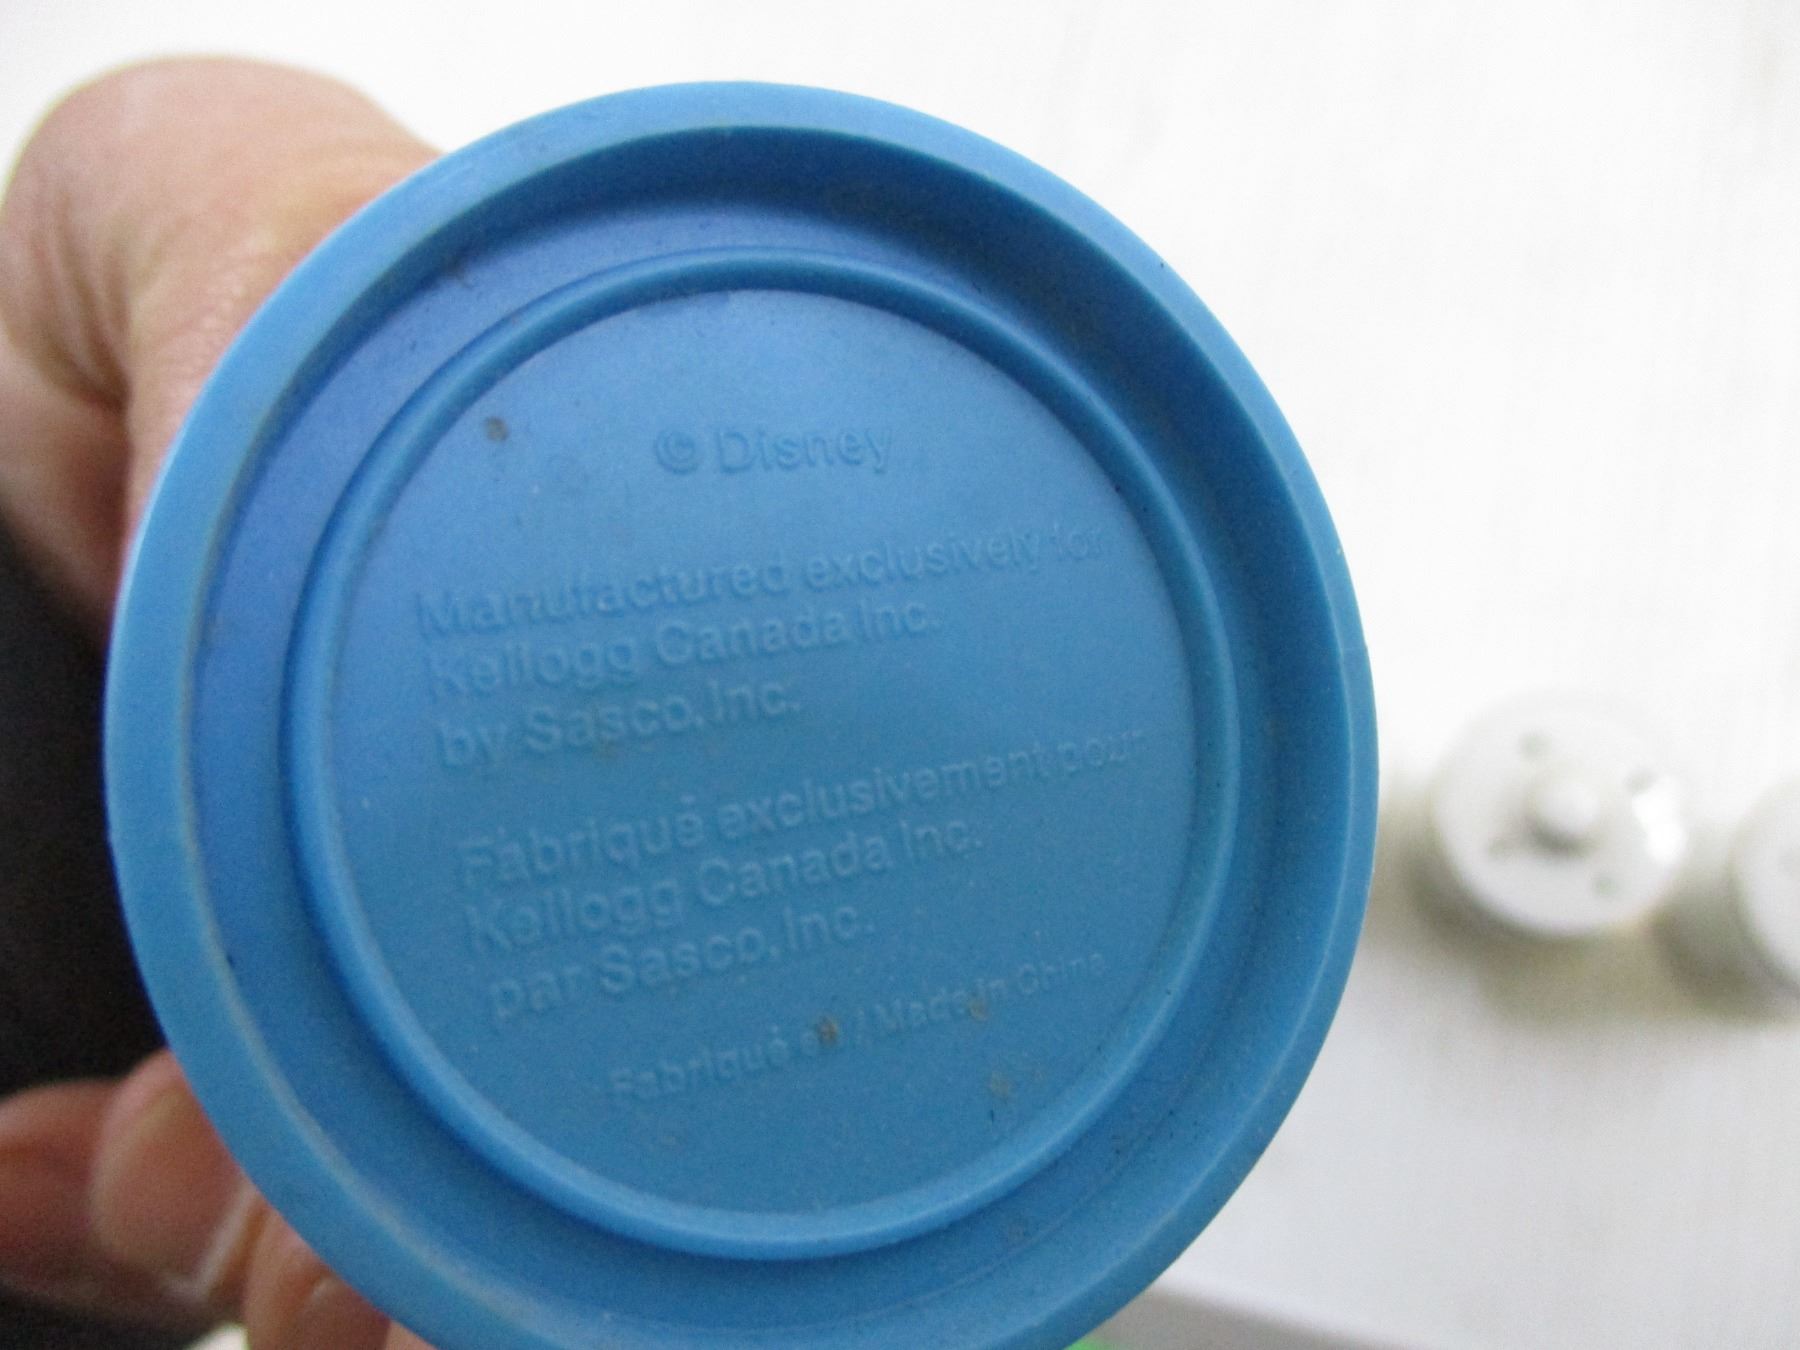 © Disney
Manufactured exclusively for
Kellogg Canada Inc.
by Sasco, Inc.
Fabriqué exclusivement pour
Kellogg Canada Inc.
par Sasco, Inc.
Fabriqué en / Made in China